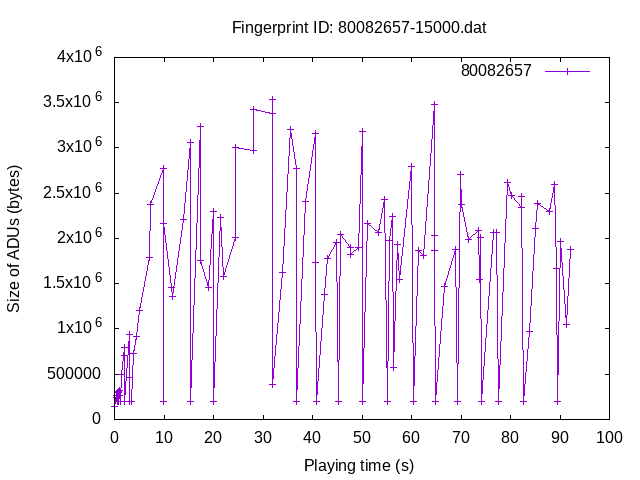 Fingerprint ID: 80082657-15000.dat
80082657
4x10^6
3.5x10^6
3x10^6
2.5x10^6
2x10^6
1.5x10^6
1x10^6
500000
0
Size of ADUs (bytes)
0 10 20 30 40 50 60 70 80 90 100
Playing time (s)